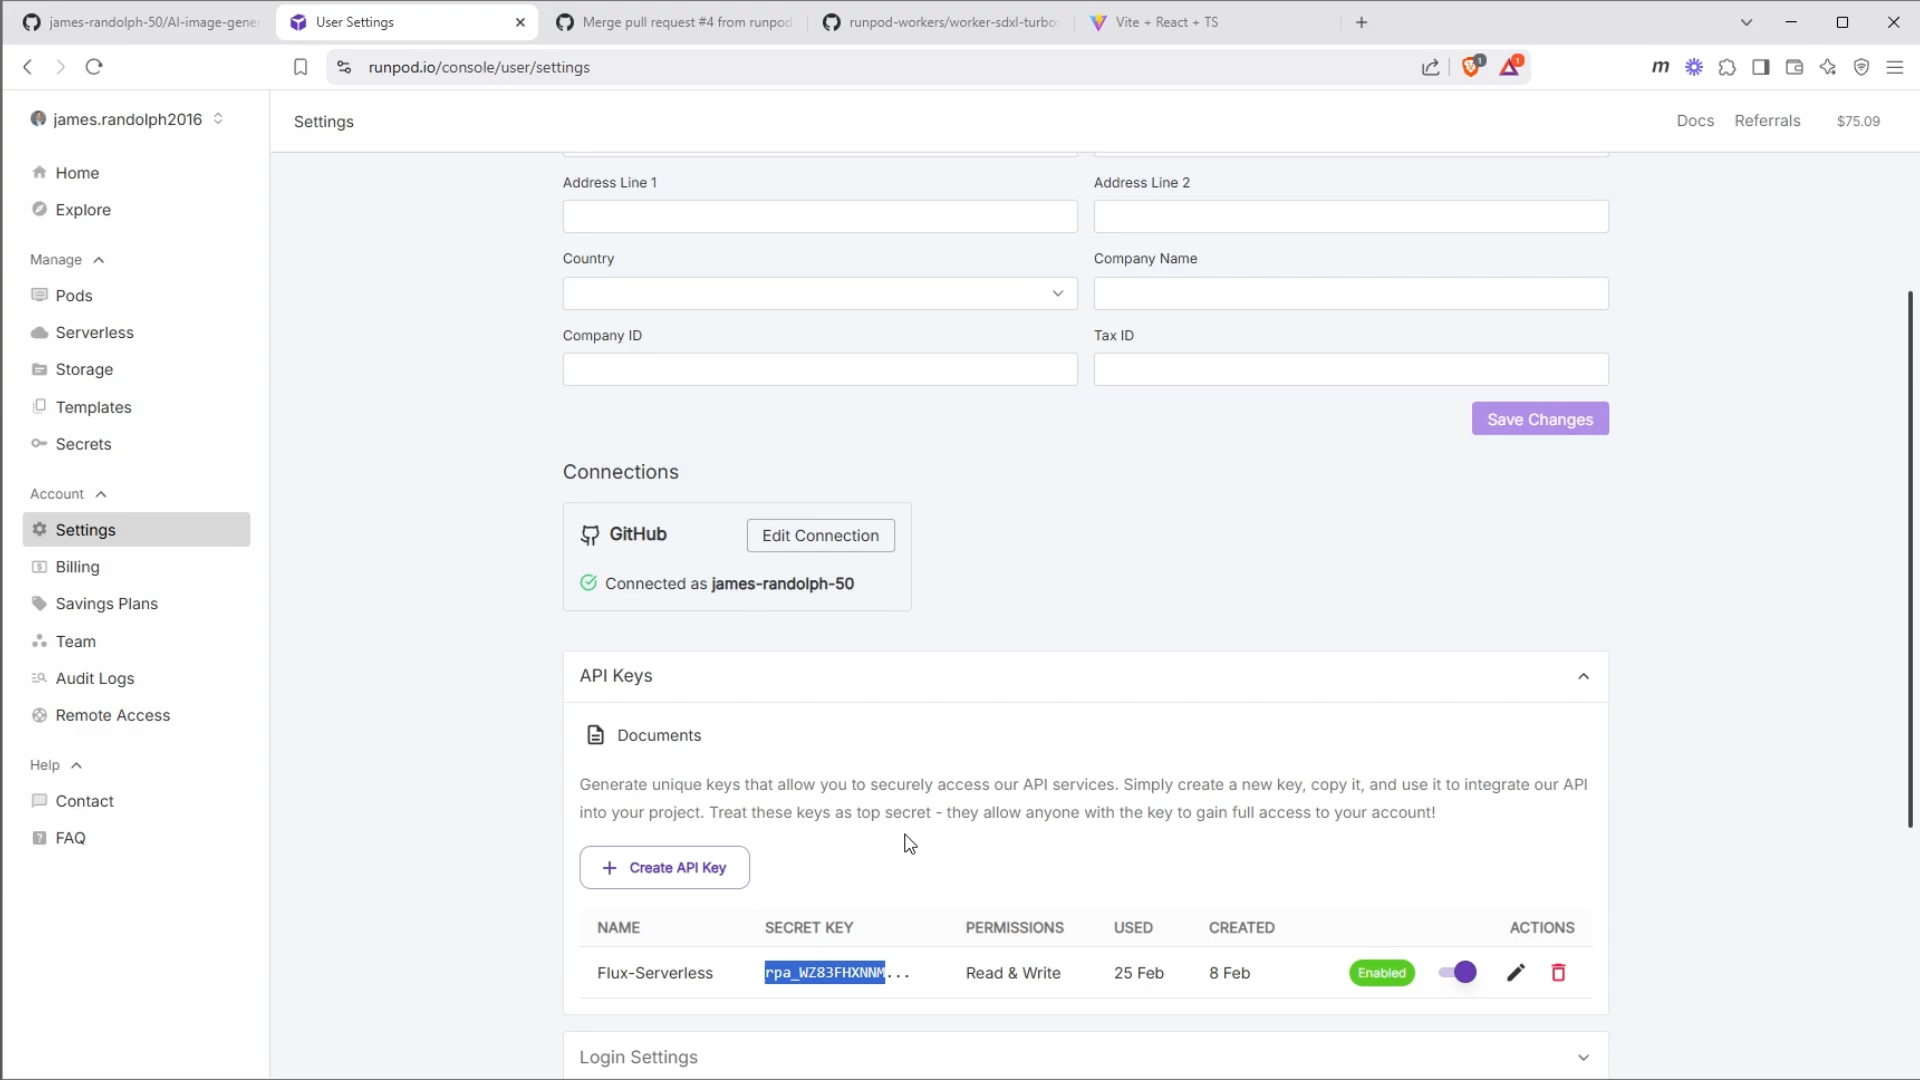 james-randolph-50/AI-image-gene
User Settings
Merge pull request #4 from runpod
runpod-workers/worker-sdxl-turbo:
Vite + React + TS
runpod.io/console/user/settings
1
1
m
james.randolph2016
Settings
Docs
Referrals
$75.09
Home
Explore
Manage
Pods
Serverless
Storage
Templates
Secrets
Account
Settings
Billing
Savings Plans
Team
Audit Logs
Remote Access
Help
Contact
FAQ
Address Line 1
Address Line 2
Country
Company Name
Company ID
Tax ID
Save Changes
Connections
GitHub
Edit Connection
Connected as james-randolph-50
API Keys
Documents
Generate unique keys that allow you to securely access our API services. Simply create a new key, copy it, and use it to integrate our API
into your project. Treat these keys as top secret - they allow anyone with the key to gain full access to your account!
+ Create API Key
NAME SECRET KEY PERMISSIONS USED CREATED ACTIONS
Flux-Serverless rpa_WZ83FHXNNM... Read & Write 25 Feb 8 Feb Enabled
Login Settings